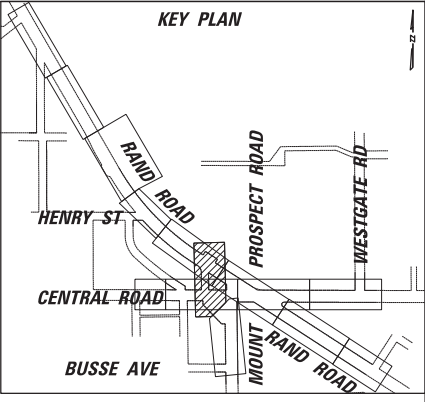 KEY PLAN
N
RAND ROAD
PROSPECT ROAD
WESTGATE RD
HENRY ST
CENTRAL ROAD
MOUNT
RAND ROAD
BUSSE AVE